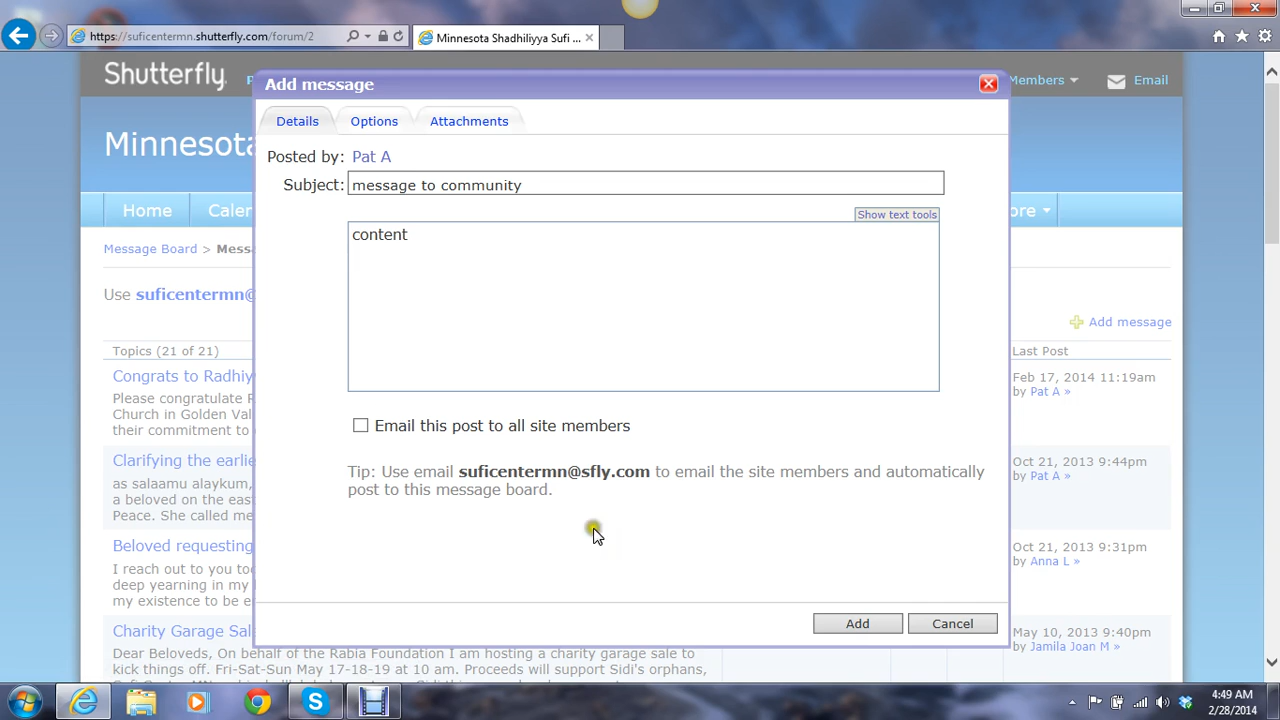 https://suficentermn.shutterfly.com/forum/2
Minnesota Shadhiliyya Sufi ...
Shutterfly
Members
Email
Add message
Details
Options
Attachments
Posted by: Pat A
Subject: message to community
Show text tools
content
Email this post to all site members
Tip: Use email suficentermn@sfly.com to email the site members and automatically
post to this message board.
Add
Cancel
Minnesota
Home
Message Board >
Use suficentermn@
Add message
Topics (21 of 21)
Last Post
Congrats to Radhiy
Please congratulate R
Church in Golden Val
their commitment to
Feb 17, 2014 11:19am
by Pat A »
Clarifying the earlie
as salaamu alaykum,
a beloved on the east
Peace. She called me
Oct 21, 2013 9:44pm
by Pat A »
Beloved requesting
I reach out to you too
deep yearning in my
my existence to be e
Oct 21, 2013 9:31pm
by Anna L »
Charity Garage Sal
Dear Beloveds, On behalf of the Rabia Foundation I am hosting a charity garage sale to
kick things off. Fri-Sat-Sun May 17-18-19 at 10 am. Proceeds will support Sidi's orphans,
May 10, 2013 9:40pm
by Jamila Joan M »
4:49 AM
2/28/2014